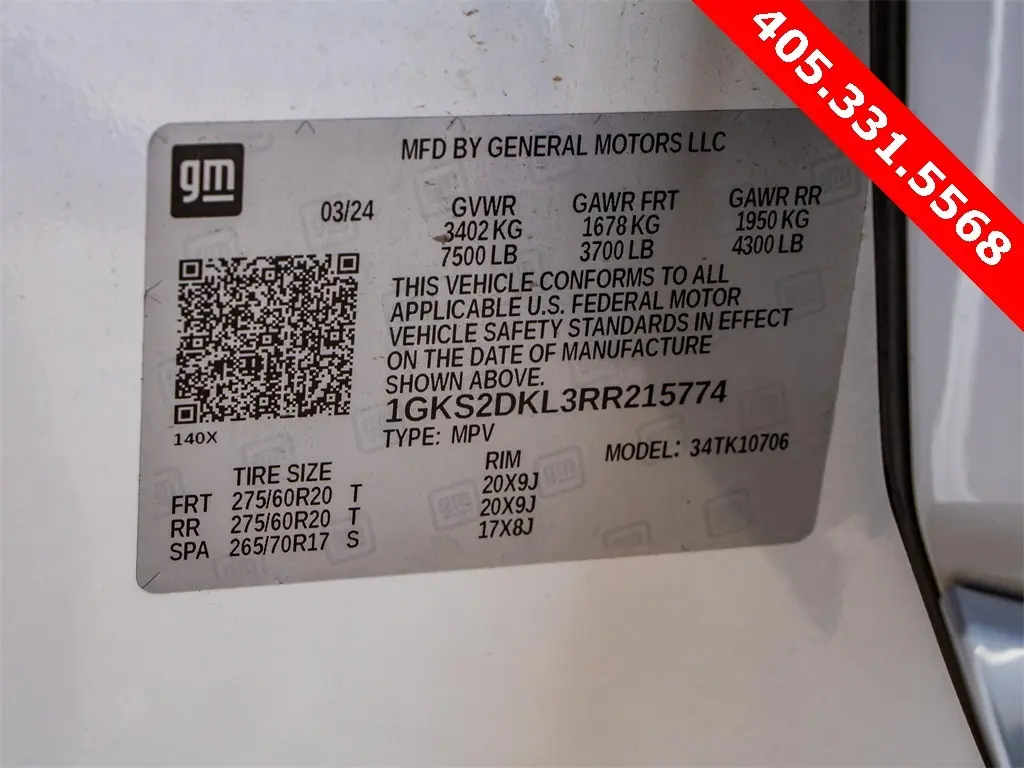 405.331.5568
gm
MFD BY GENERAL MOTORS LLC
03/24
GVWR GAWR FRT GAWR RR
3402 KG 1678 KG 1950 KG
7500 LB 3700 LB 4300 LB
THIS VEHICLE CONFORMS TO ALL
APPLICABLE U.S. FEDERAL MOTOR
VEHICLE SAFETY STANDARDS IN EFFECT
ON THE DATE OF MANUFACTURE
SHOWN ABOVE.
1GKS2DKL3RR215774
140X
TYPE: MPV MODEL: 34TK10706
TIRE SIZE RIM
FRT 275/60R20 T 20X9J
RR 275/60R20 T 20X9J
SPA 265/70R17 S 17X8J